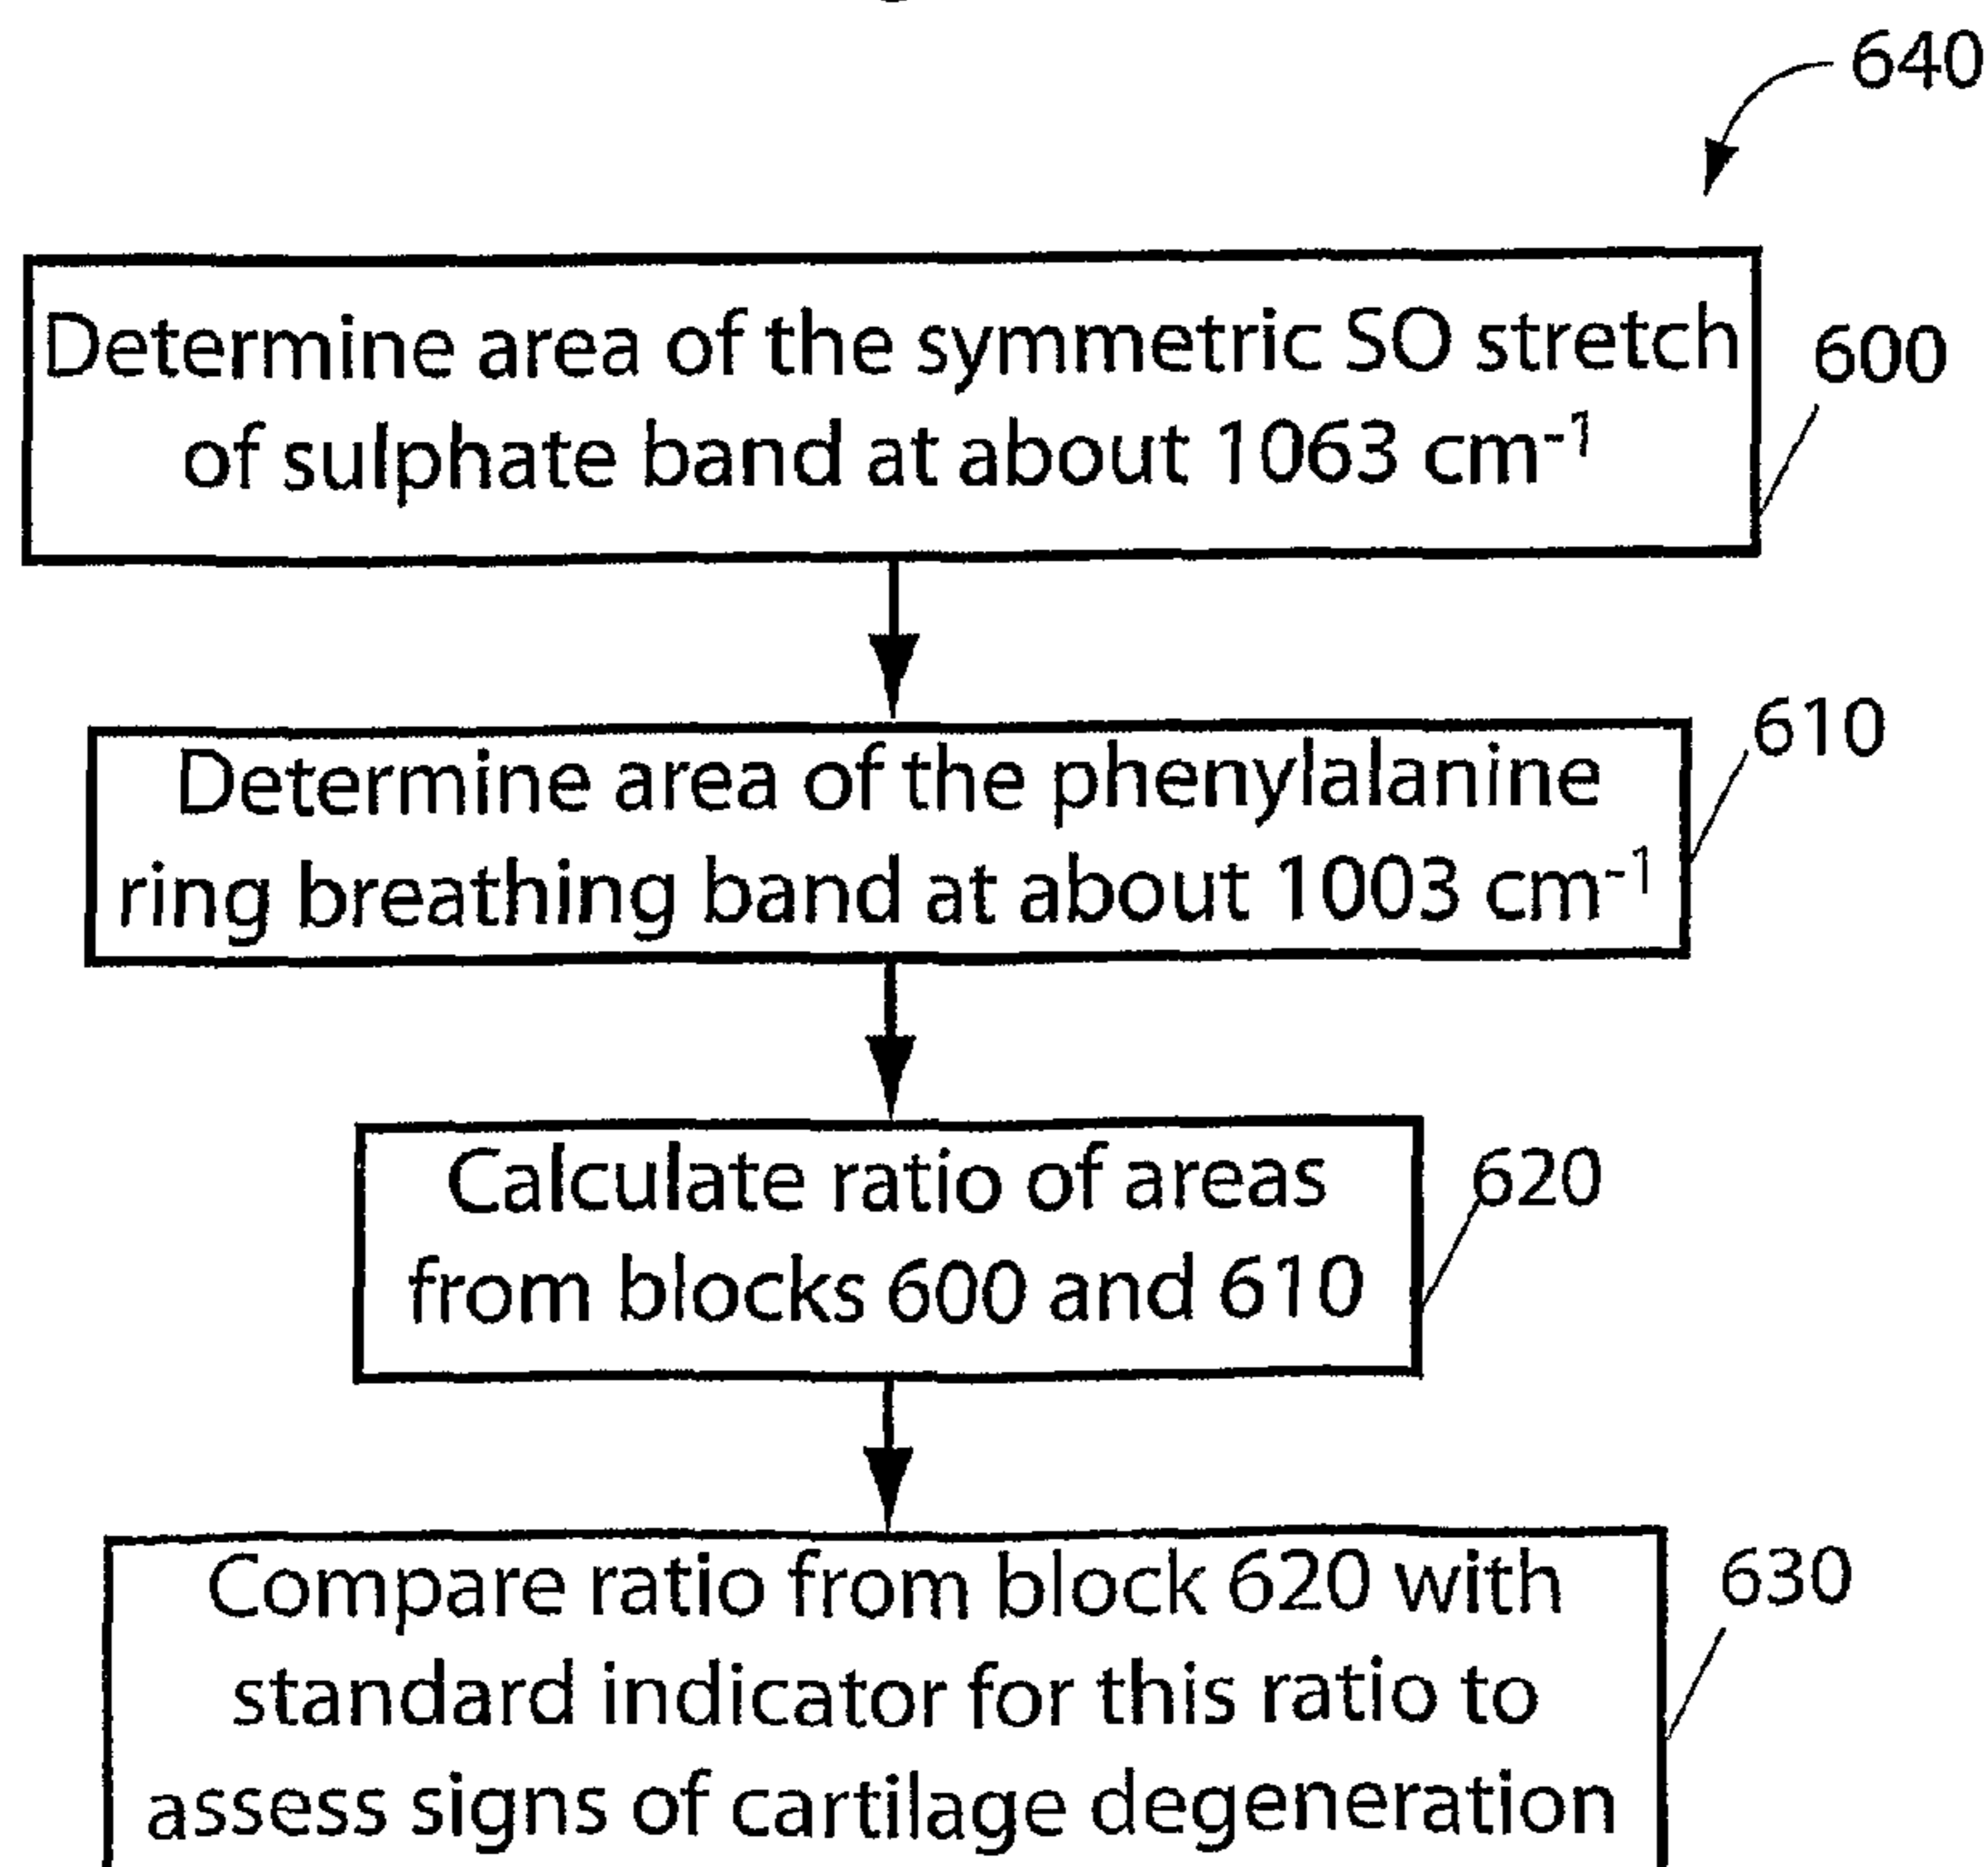 640
Determine area of the symmetric SO stretch
of sulphate band at about 1063 cm⁻¹
600
Determine area of the phenylalanine
ring breathing band at about 1003 cm⁻¹
610
Calculate ratio of areas
from blocks 600 and 610
620
Compare ratio from block 620 with
standard indicator for this ratio to
assess signs of cartilage degeneration
630